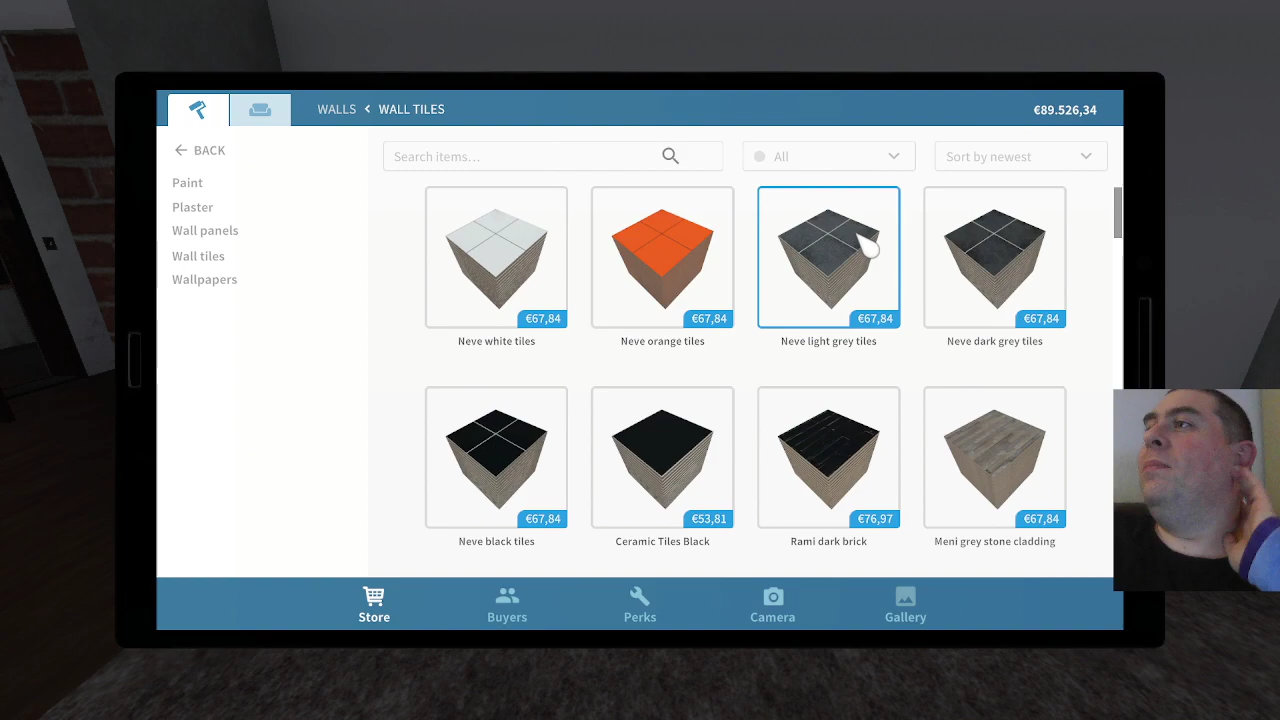 WALLS < WALL TILES
€89.526,34
BACK
Paint
Plaster
Wall panels
Wall tiles
Wallpapers
Search items...
All
Sort by newest
€67,84
€67,84
€67,84
€67,84
Neve white tiles
Neve orange tiles
Neve light grey tiles
Neve dark grey tiles
€67,84
€53,81
€76,97
€67,84
Neve black tiles
Ceramic Tiles Black
Rami dark brick
Meni grey stone cladding
Store
Buyers
Perks
Camera
Gallery